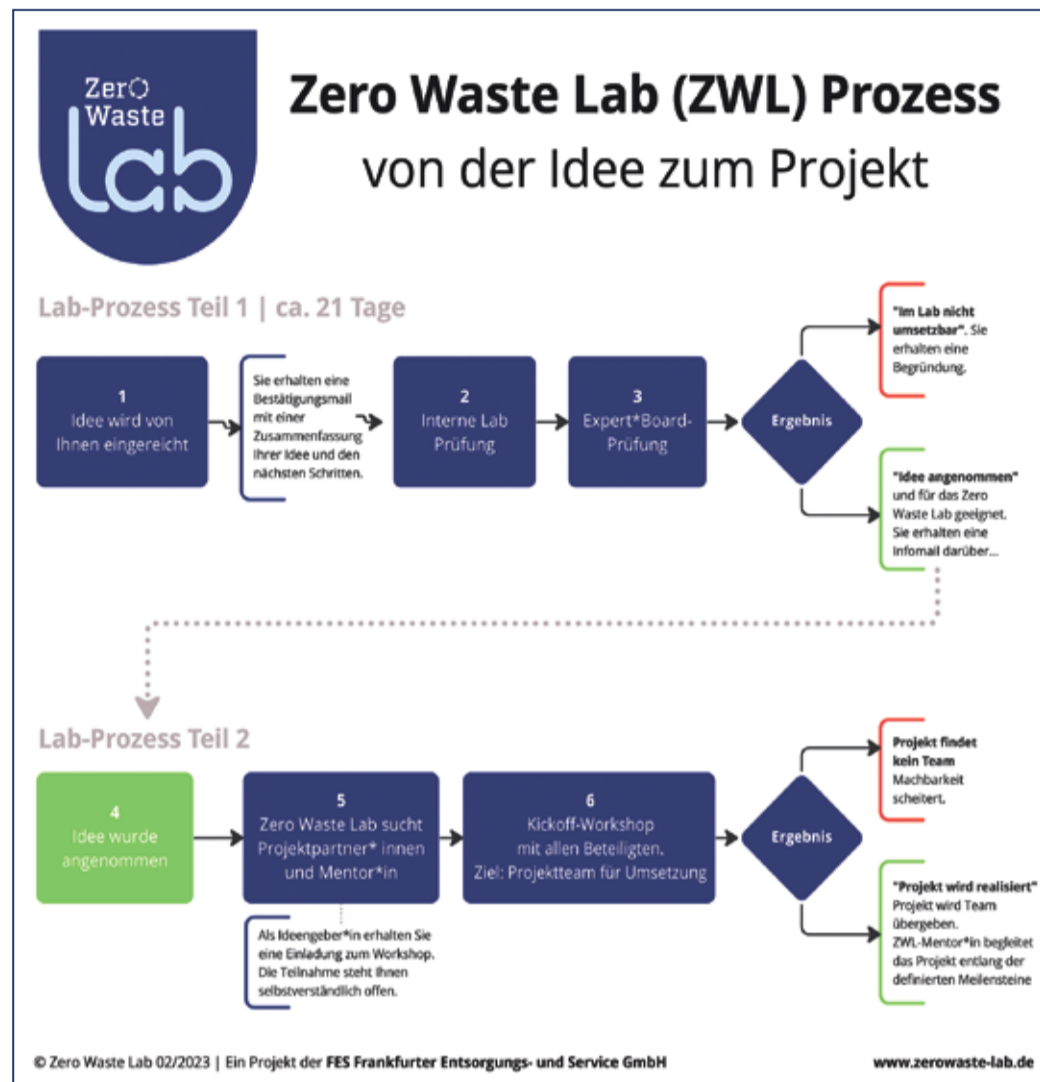 Zero
Waste
Lab
Zero Waste Lab (ZWL) Prozess
von der Idee zum Projekt
Lab-Prozess Teil 1 | ca. 21 Tage
1
Idee wird von
Ihnen eingereicht
Sie erhalten eine
Bestätigungsmail
mit einer
Zusammenfassung
Ihrer Idee und den
nächsten Schritten.
2
Interne Lab
Prüfung
3
Expert*Board-
Prüfung
Ergebnis
"Im Lab nicht
umsetzbar". Sie
erhalten eine
Begründung.
"Idee angenommen"
und für das Zero
Waste Lab geeignet.
Sie erhalten eine
Infomail darüber...
Lab-Prozess Teil 2
4
Idee wurde
angenommen
5
Zero Waste Lab sucht
Projektpartner* innen
und Mentor*in
Als Ideengeber*in erhalten Sie
eine Einladung zum Workshop.
Die Teilnahme steht Ihnen
selbstverständlich offen.
6
Kickoff-Workshop
mit allen Beteiligten.
Ziel: Projektteam für Umsetzung
Ergebnis
Projekt findet
kein Team
Machbarkeit
scheitert.
"Projekt wird realisiert"
Projekt wird Team
übergeben.
ZWL-Mentor*in begleitet
das Projekt entlang der
definierten Meilensteine
© Zero Waste Lab 02/2023 | Ein Projekt der FES Frankfurter Entsorgungs- und Service GmbH
www.zerowaste-lab.de